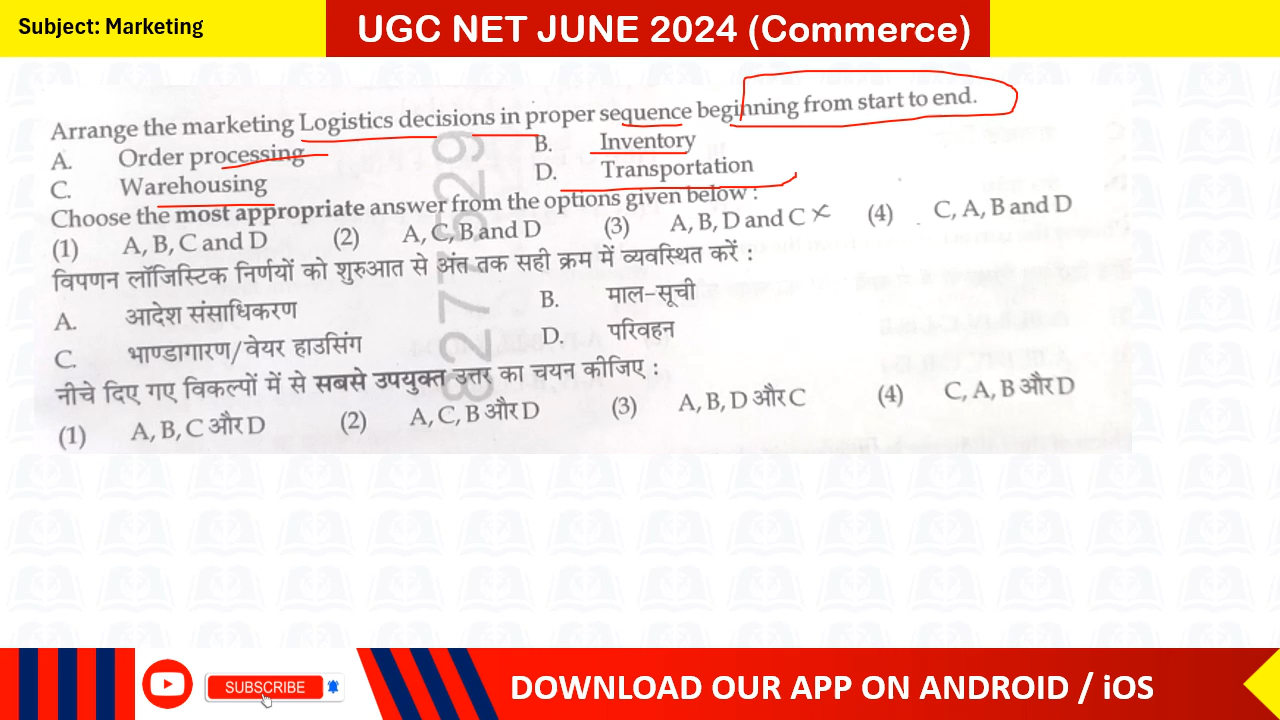 Subject: Marketing
UGC NET JUNE 2024 (Commerce)
Arrange the marketing Logistics decisions in proper sequence beginning from start to end.
A. Order processing B. Inventory
C. Warehousing D. Transportation
Choose the most appropriate answer from the options given below :
(1) A, B, C and D (2) A, C, B and D (3) A, B, D and C (4) C, A, B and D
विपणन लॉजिस्टिक निर्णयों को शुरुआत से अंत तक सही क्रम में व्यवस्थित करें :
A. आदेश संसाधिकरण B. माल-सूची
C. भाण्डागारण/वेयर हाउसिंग D. परिवहन
नीचे दिए गए विकल्पों में से सबसे उपयुक्त उत्तर का चयन कीजिए :
(1) A, B, C और D (2) A, C, B और D (3) A, B, D और C (4) C, A, B और D
8277529
SUBSCRIBE
DOWNLOAD OUR APP ON ANDROID / iOS